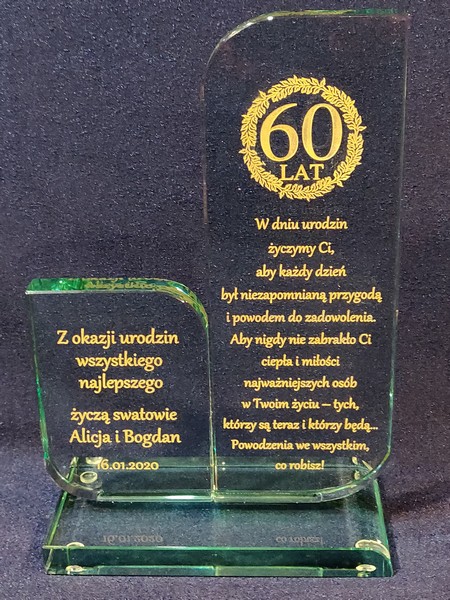 60
LAT
W dniu urodzin
życzymy Ci,
aby każdy dzień
był niezapomnianą przygodą
i powodem do zadowolenia.
Aby nigdy nie zabrakło Ci
ciepła i miłości
najważniejszych osób
w Twoim życiu – tych,
którzy są teraz i którzy będą...
Powodzenia we wszystkim,
co robisz!
Z okazji urodzin
wszystkiego
najlepszego
życzą swatowie
Alicja i Bogdan
16.01.2020